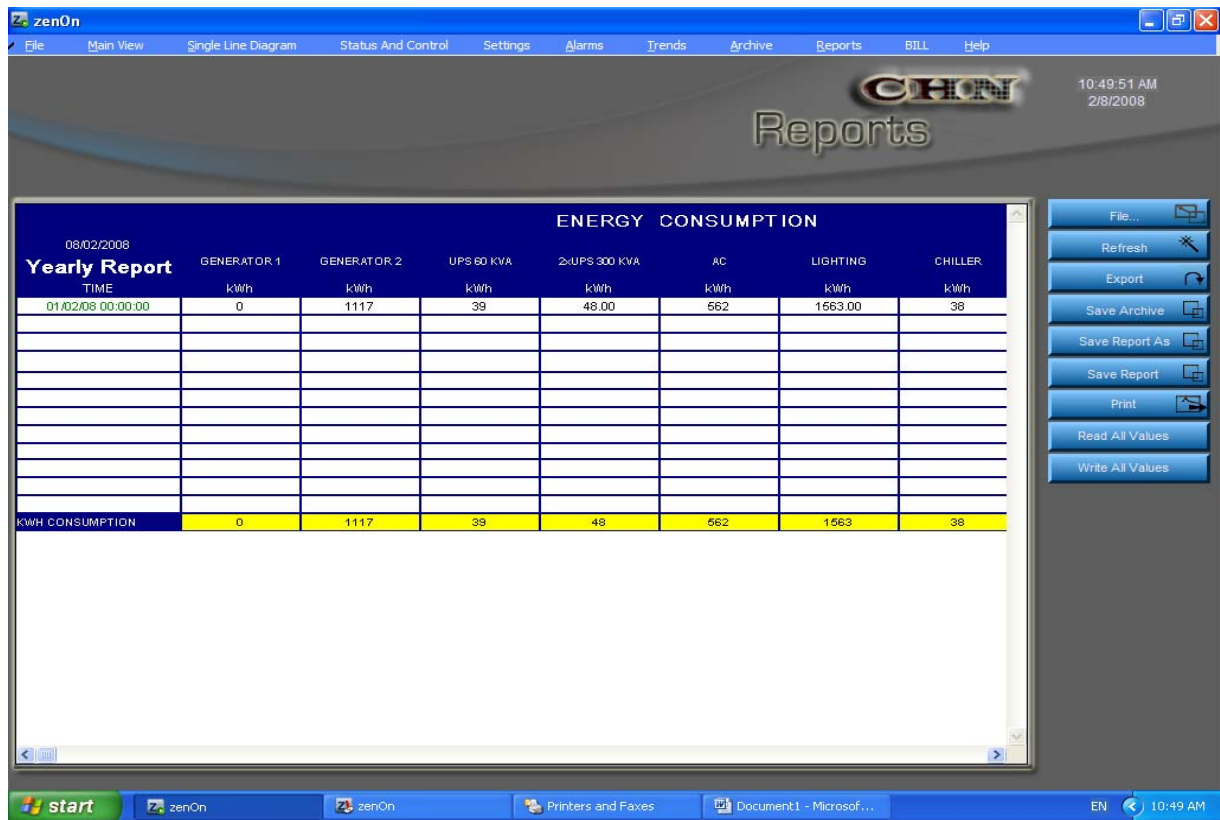 zenOn
File Main View Single Line Diagram Status And Control Settings Alarms Trends Archive Reports BILL Help
CHN
Reports
10:49:51 AM
2/8/2008
ENERGY CONSUMPTION
08/02/2008
Yearly Report
GENERATOR 1 GENERATOR 2 UPS 60 KVA 2xUPS 300 KVA AC LIGHTING CHILLER
TIME kWh kWh kWh kWh kWh kWh kWh
01/02/08 00:00:00 0 1117 39 48.00 562 1563.00 38
KWH CONSUMPTION 0 1117 39 48 562 1563 38
File...
Refresh
Export
Save Archive
Save Report As
Save Report
Print
Read All Values
Write All Values
start zenOn zenOn Printers and Faxes Document1 - Microsof... EN 10:49 AM